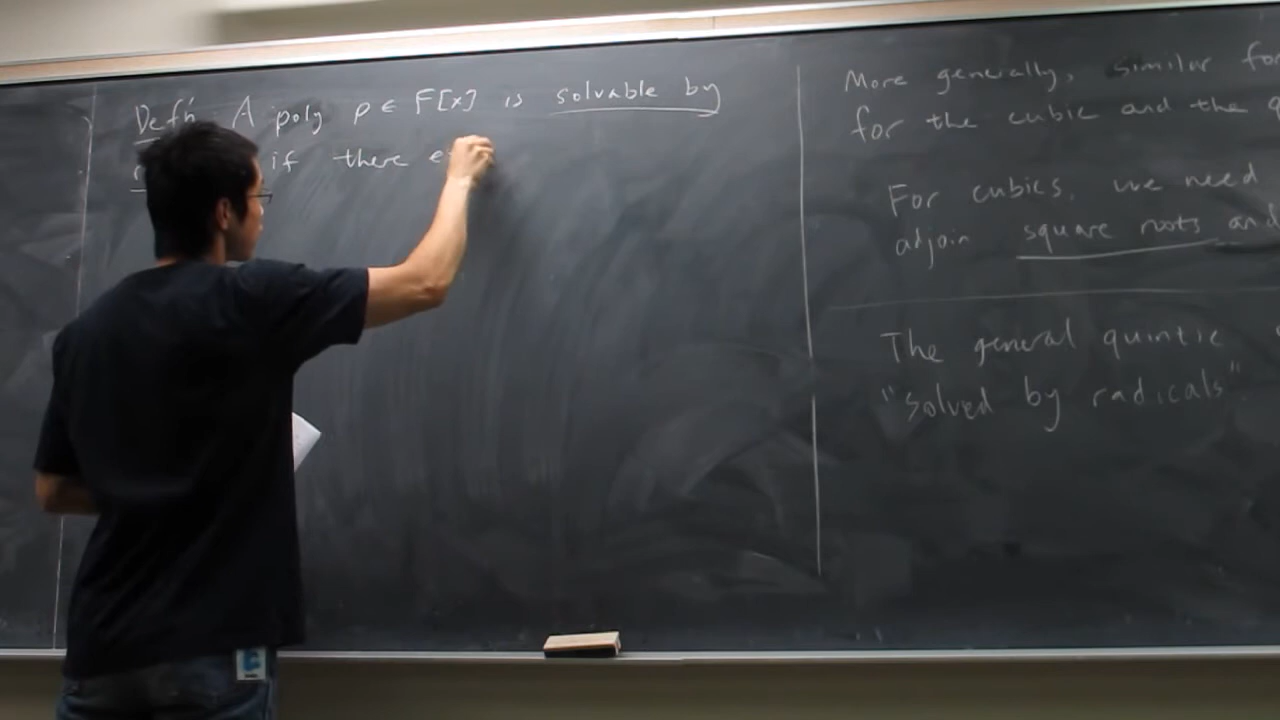 Def'n A poly p ∈ F[x] is solvable by
if there
More generally, similar
for the cubic and the
For cubics, we need
adjoin square roots and
The general quintic
"solved by radicals"